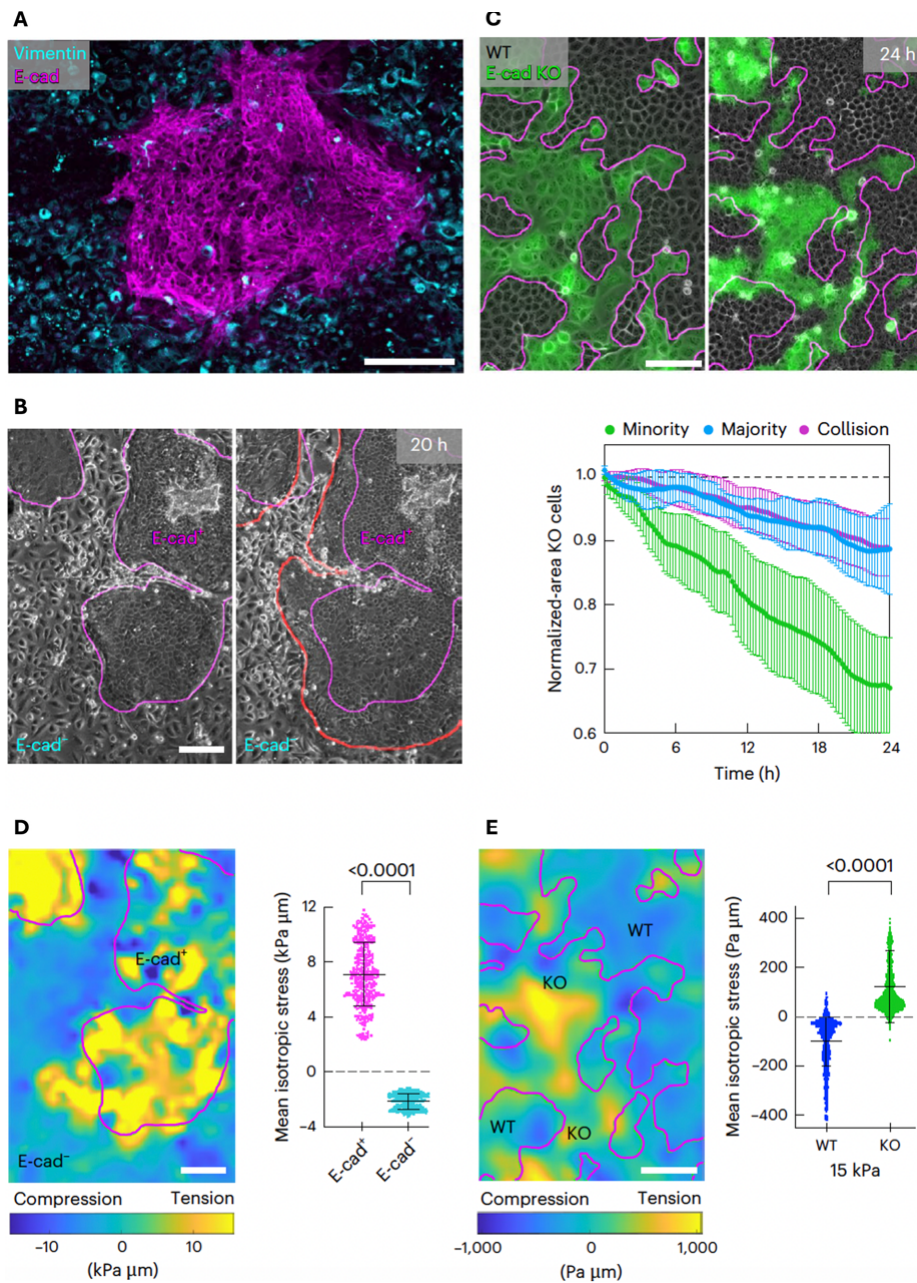 A
Vimentin
E-cad
B
20 h
E-cad⁺
E-cad⁺
E-cad⁻
E-cad⁻
C
WT
E-cad KO
24 h
Minority Majority Collision
1.0
0.9
0.8
0.7
0.6
Normalized-area KO cells
0 6 12 18 24
Time (h)
D
E-cad⁺
E-cad⁻
Compression Tension
−10 0 10
(kPa μm)
<0.0001
12
8
4
0
−4
Mean isotropic stress (kPa μm)
E-cad⁺ E-cad⁻
E
WT
KO
WT
KO
Compression Tension
−1,000 0 1,000
(Pa μm)
<0.0001
400
200
0
−200
−400
Mean isotropic stress (Pa μm)
WT KO
15 kPa